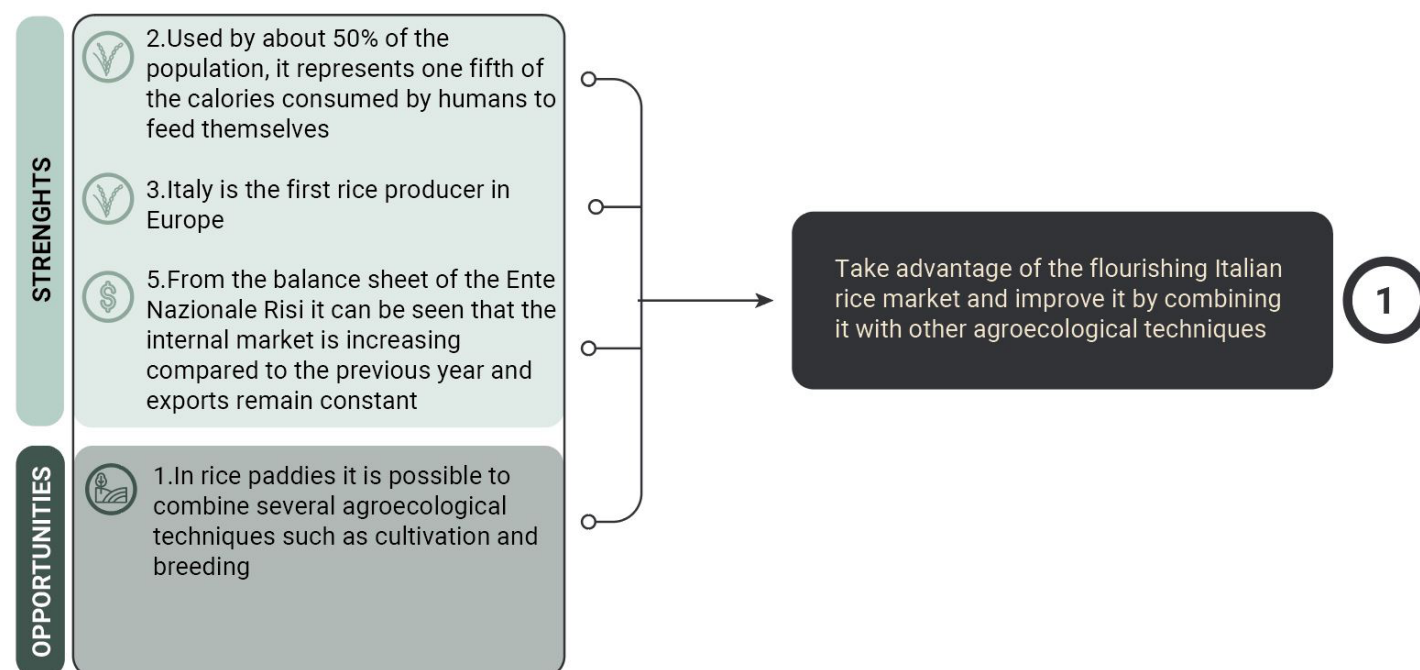 STRENGHTS
2.Used by about 50% of the
population, it represents one fifth of
the calories consumed by humans to
feed themselves
3.Italy is the first rice producer in
Europe
$
5.From the balance sheet of the Ente
Nazionale Risi it can be seen that the
internal market is increasing
compared to the previous year and
exports remain constant
OPPORTUNITIES
1.In rice paddies it is possible to
combine several agroecological
techniques such as cultivation and
breeding
Take advantage of the flourishing Italian
rice market and improve it by combining
it with other agroecological techniques
1